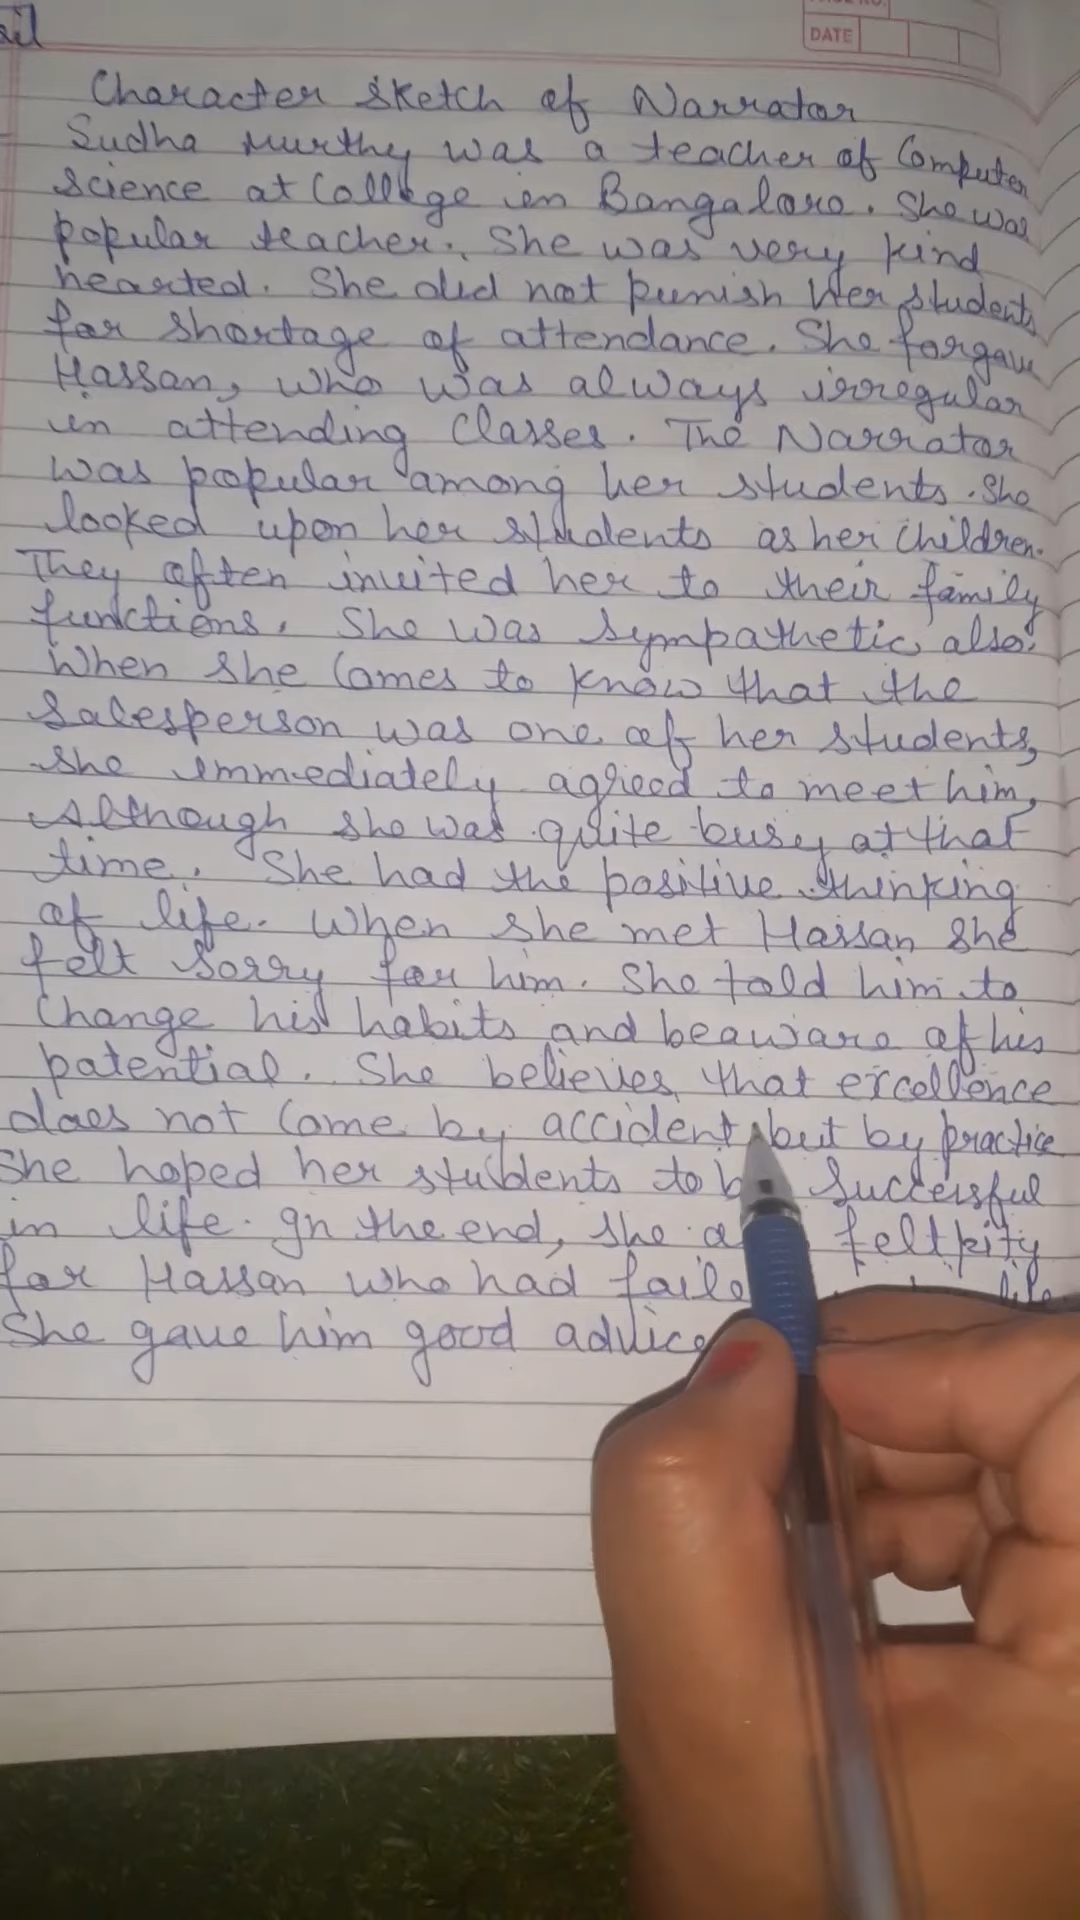 DATE
Character sketch of Narrator
Sudha Murthy was a teacher of Computer
science at College in Bangalore. She was
popular teacher. She was very kind
hearted. She did not punish Her students
for shortage of attendance. She forgave
Hassan, who was always irregular
in attending classes. The Narrator
was popular among her students. She
looked upon her students as her children.
They often invited her to their family
functions. She was sympathetic also.
When she comes to know that the
salesperson was one of her students,
she immediately agreed to meet him,
Although she was quite busy at that
time. She had the positive thinking
of life. When she met Hassan she
felt sorry for him. She told him to
change his habits and beaware of his
potential. She believes that excellence
does not come by accident but by practice
She hoped her students to successful
in life. In the end, she felt pity
for Hassan who had life
She gave him good advice